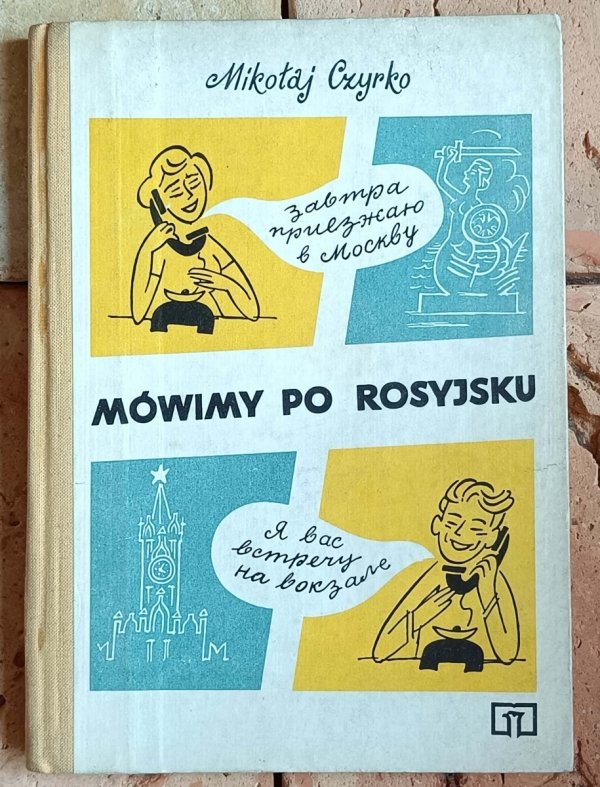 Mikołaj Czyrko
завтра
приезжаю
в Москву
MÓWIMY PO ROSYJSKU
Я вас
встречу
на вокзале